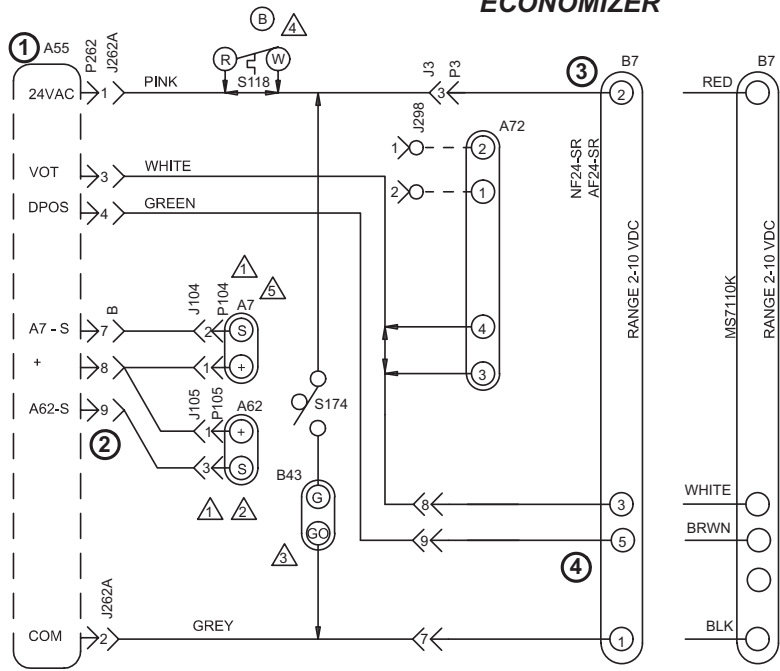 ECONOMIZER
1 A55
P262
J262A
24VAC 1 PINK
R B W 4
S118
J3
P3
3
3 B7
2
RED B7
J298
1
2
A72
2
1
4
3
VOT 3 WHITE
DPOS 4 GREEN
NF24-SR
AF24-SR
RANGE 2-10 VDC
MS7110K
RANGE 2-10 VDC
1
5
J104
P104
A7
A7 - S 7 B 2 S
+ 8 1 +
A62-S 9
2
J105
P105
A62
1 +
3 S
1 2
S174
B43
G
GO
3
8 3
9 5
4
WHITE
BRWN
J262A
COM 2 GREY 7 1
BLK